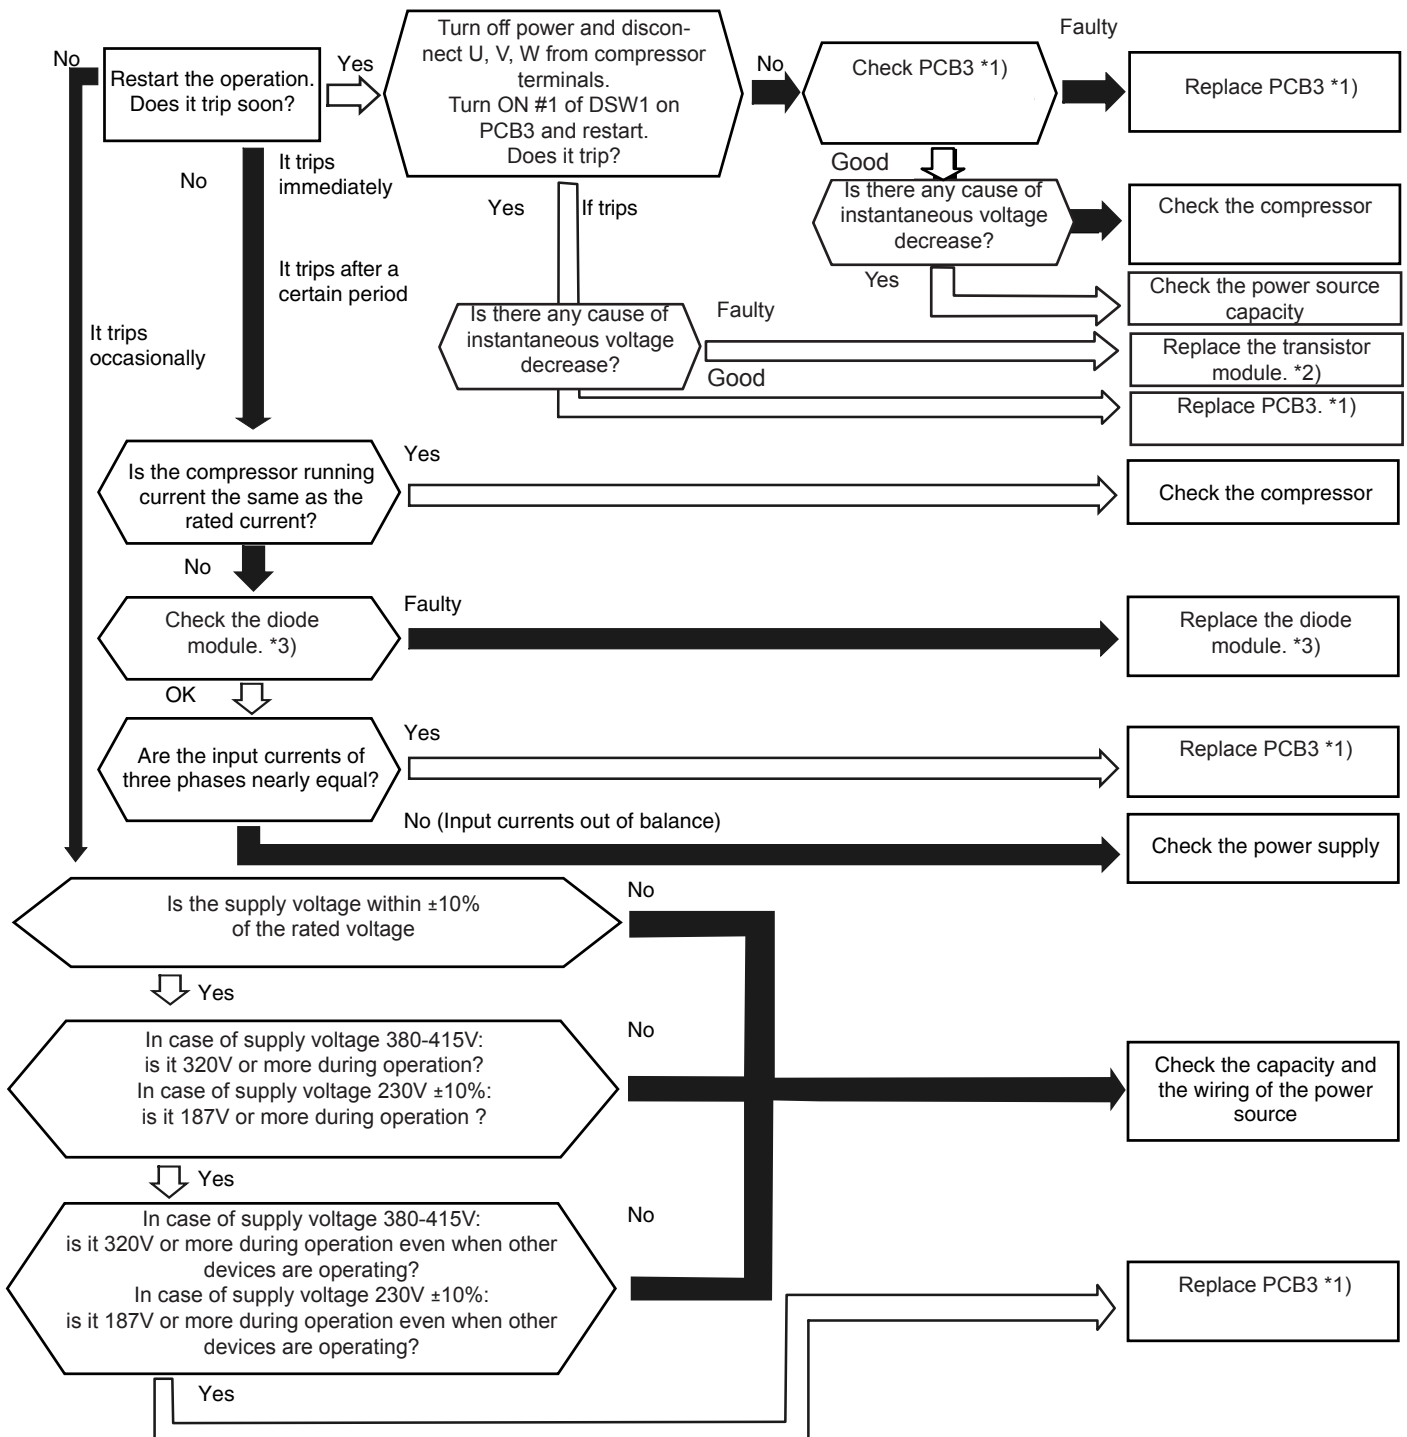 No
Restart the operation.
Does it trip soon?
Yes
Turn off power and discon-
nect U, V, W from compressor
terminals.
Turn ON #1 of DSW1 on
PCB3 and restart.
Does it trip?
No
Check PCB3 *1)
Faulty
Replace PCB3 *1)
Good
Is there any cause of
instantaneous voltage
decrease?
Check the compressor
Yes
Check the power source
capacity
No
It trips
immediately
It trips after a
certain period
It trips
occasionally
Yes
If trips
Is there any cause of
instantaneous voltage
decrease?
Faulty
Replace the transistor
module. *2)
Good
Replace PCB3. *1)
Is the compressor running
current the same as the
rated current?
Yes
Check the compressor
No
Check the diode
module. *3)
Faulty
Replace the diode
module. *3)
OK
Are the input currents of
three phases nearly equal?
Yes
Replace PCB3 *1)
No (Input currents out of balance)
Check the power supply
Is the supply voltage within ±10%
of the rated voltage
No
Yes
In case of supply voltage 380-415V:
is it 320V or more during operation?
In case of supply voltage 230V ±10%:
is it 187V or more during operation ?
No
Check the capacity and
the wiring of the power
source
Yes
In case of supply voltage 380-415V:
is it 320V or more during operation even when other
devices are operating?
In case of supply voltage 230V ±10%:
is it 187V or more during operation even when other
devices are operating?
No
Replace PCB3 *1)
Yes